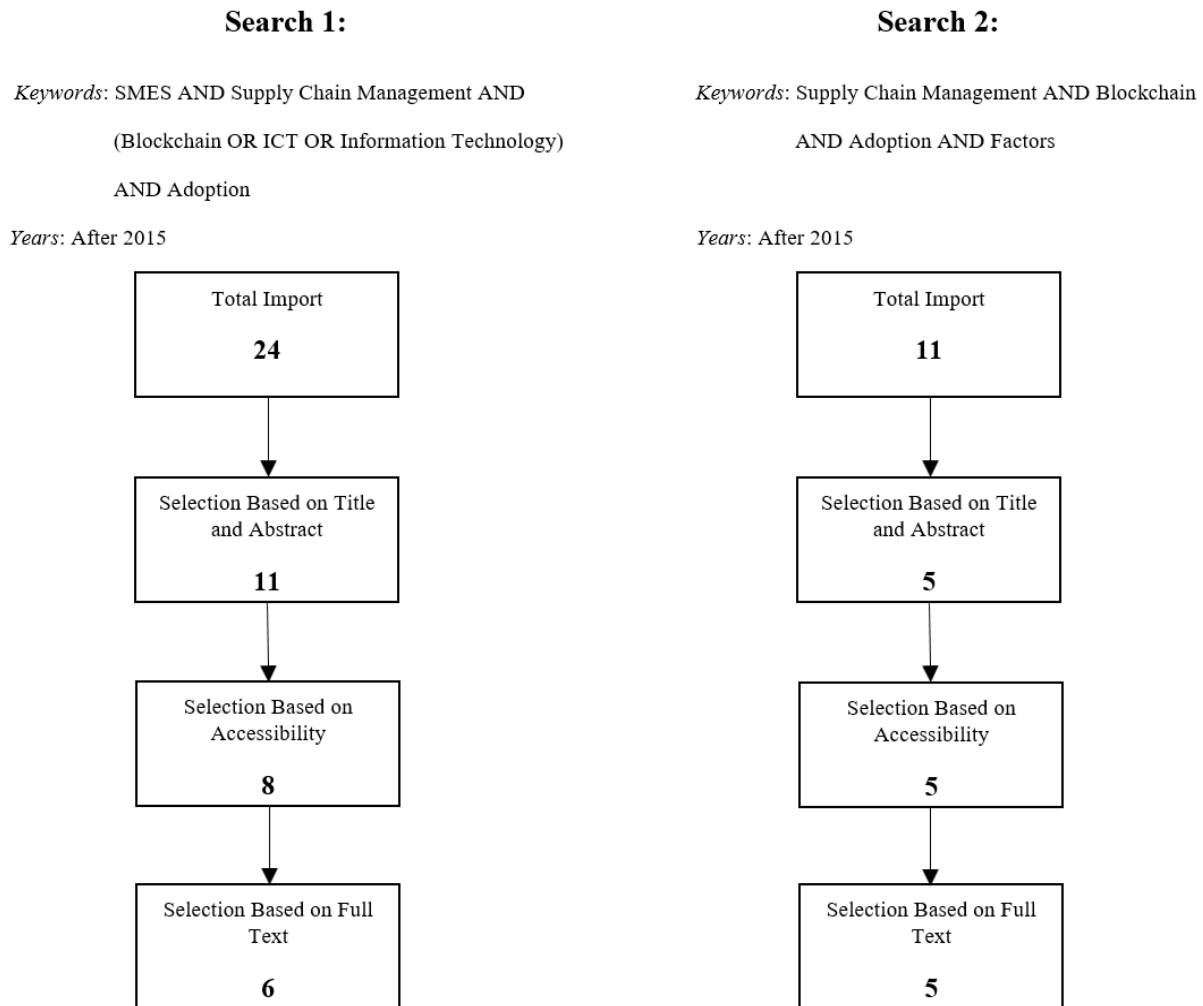 Search 1:
Keywords: SMES AND Supply Chain Management AND
(Blockchain OR ICT OR Information Technology)
AND Adoption
Years: After 2015
Total Import
24
Selection Based on Title
and Abstract
11
Selection Based on
Accessibility
8
Selection Based on Full
Text
6
Search 2:
Keywords: Supply Chain Management AND Blockchain
AND Adoption AND Factors
Years: After 2015
Total Import
11
Selection Based on Title
and Abstract
5
Selection Based on
Accessibility
5
Selection Based on Full
Text
5